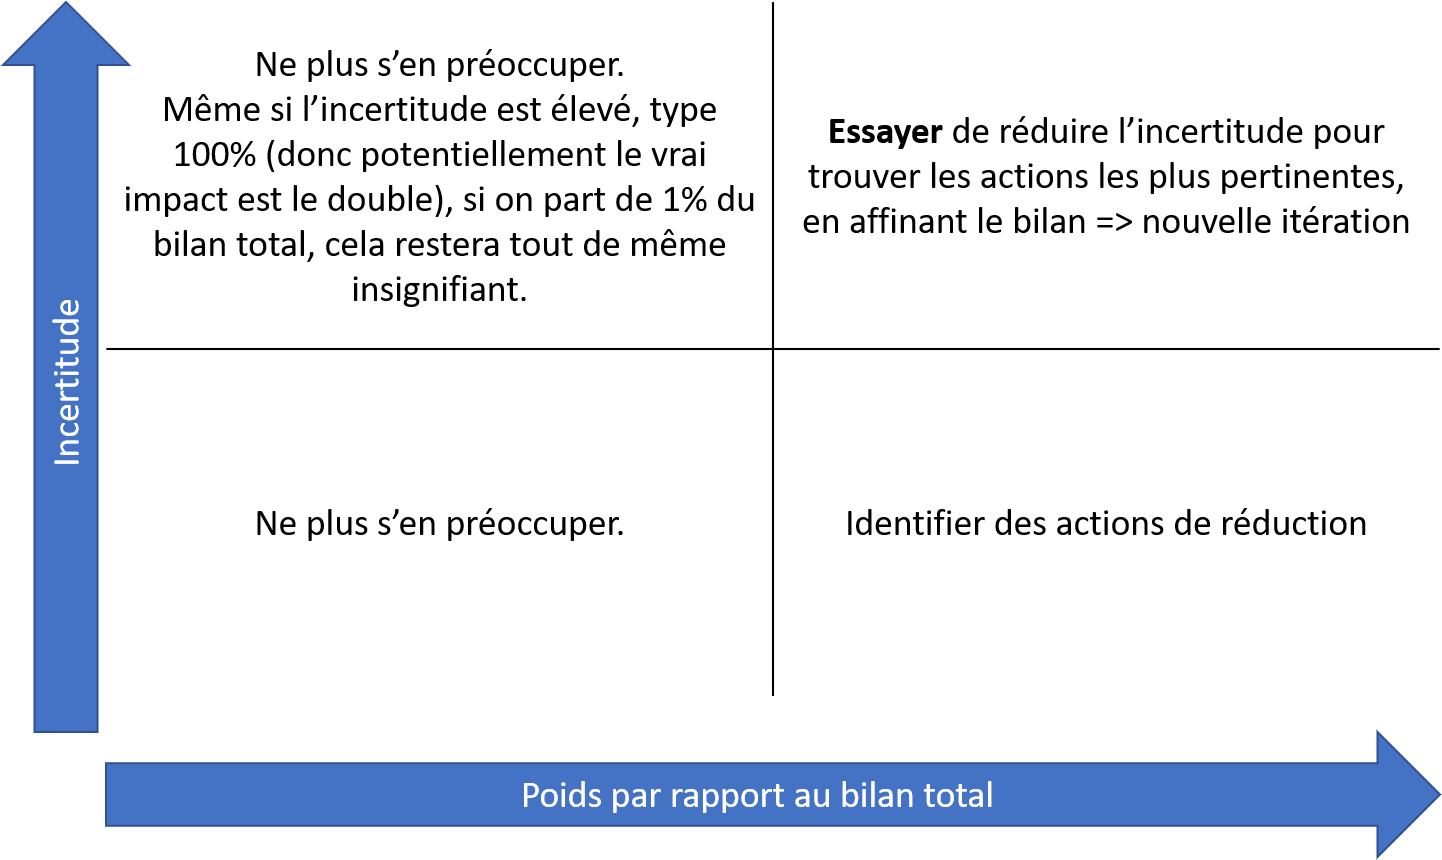 Ne plus s’en préoccuper.
Même si l’incertitude est élevé, type
100% (donc potentiellement le vrai
impact est le double), si on part de 1% du
bilan total, cela restera tout de même
insignifiant.
Essayer de réduire l’incertitude pour
trouver les actions les plus pertinentes,
en affinant le bilan => nouvelle itération
Incertitude
Ne plus s’en préoccuper.
Identifier des actions de réduction
Poids par rapport au bilan total